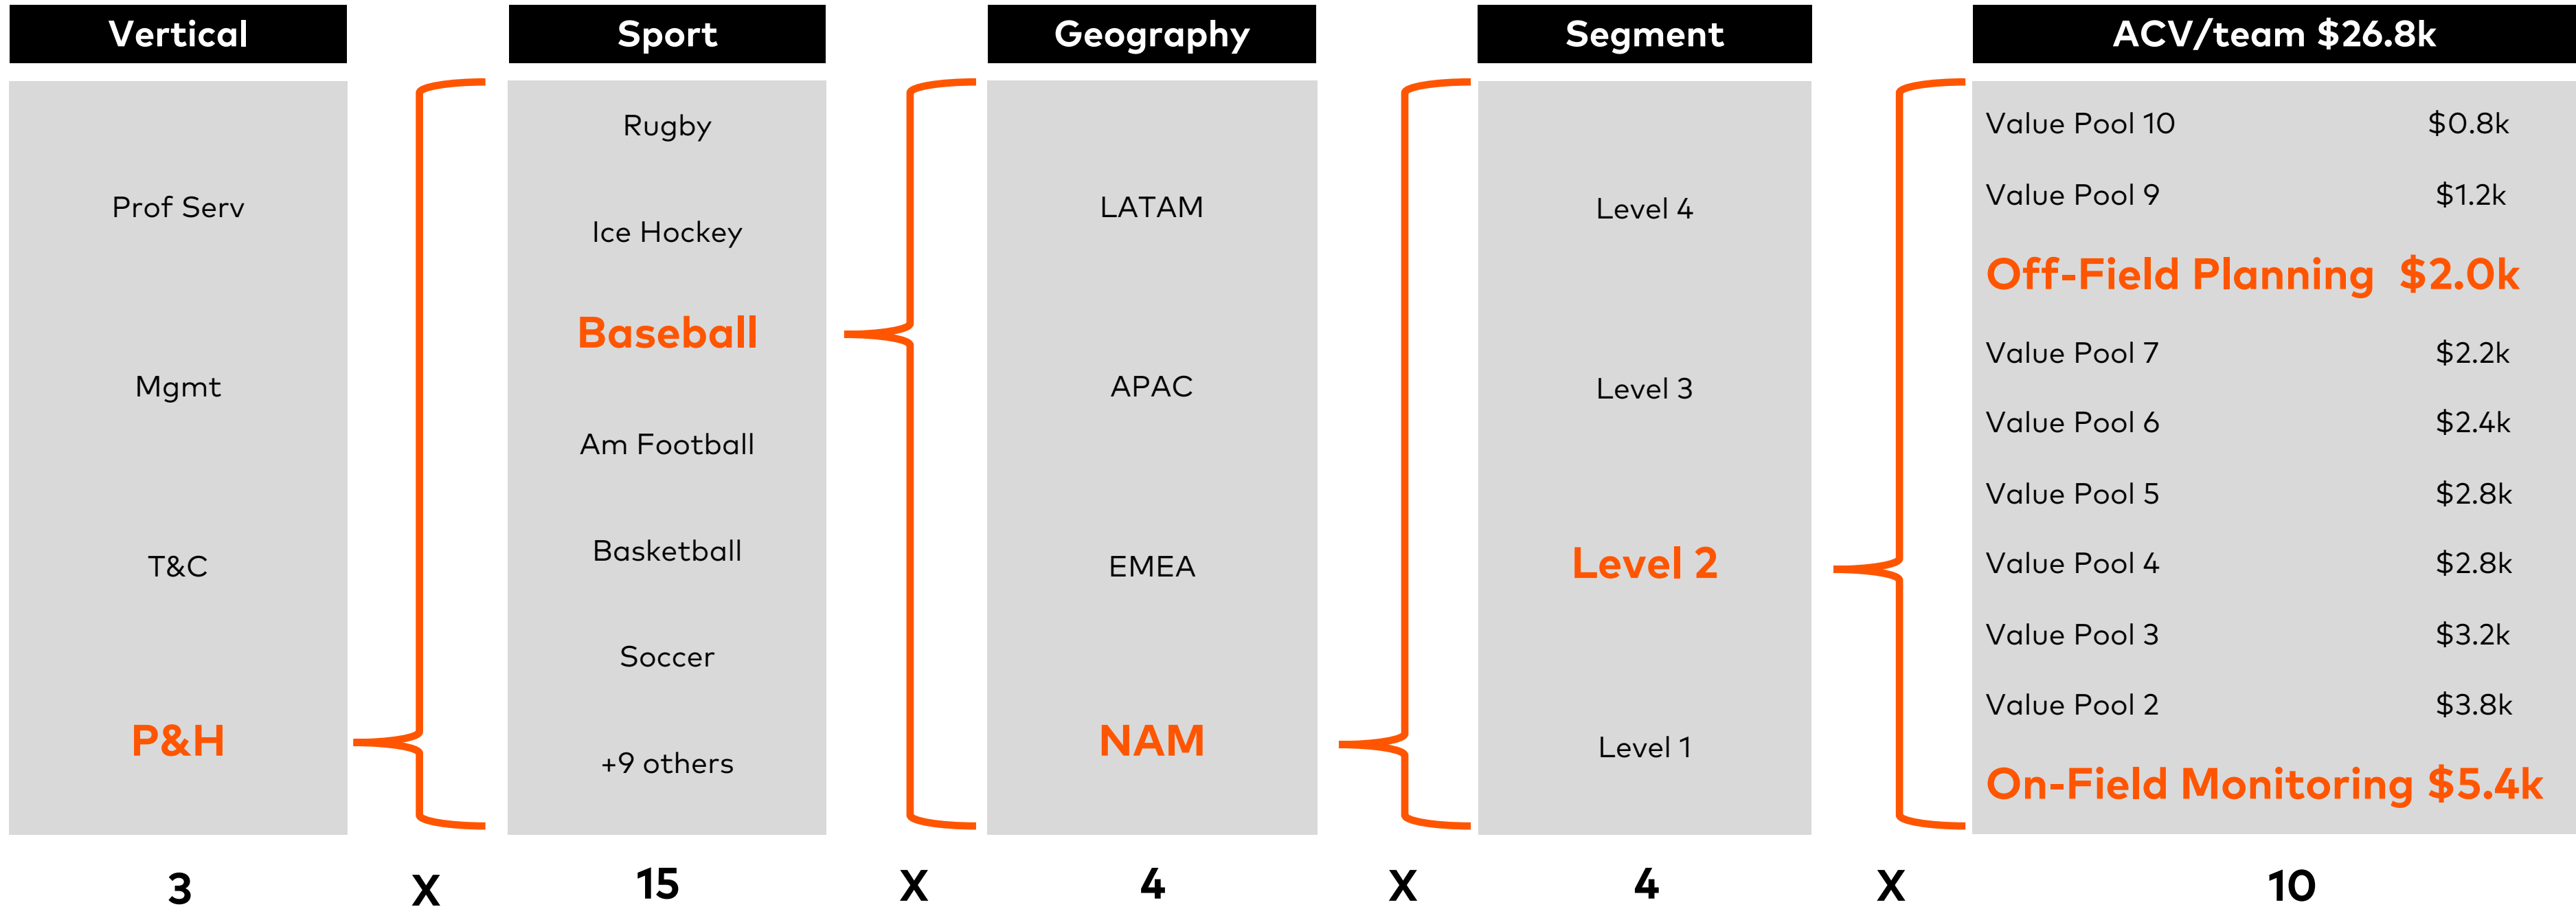 Vertical
Prof Serv
Mgmt
T&C
P&H
Sport
Rugby
Ice Hockey
Baseball
Am Football
Basketball
Soccer
+9 others
Geography
LATAM
APAC
EMEA
NAM
Segment
Level 4
Level 3
Level 2
Level 1
ACV/team $26.8k
Value Pool 10 $0.8k
Value Pool 9 $1.2k
Off-Field Planning $2.0k
Value Pool 7 $2.2k
Value Pool 6 $2.4k
Value Pool 5 $2.8k
Value Pool 4 $2.8k
Value Pool 3 $3.2k
Value Pool 2 $3.8k
On-Field Monitoring $5.4k
3 X 15 X 4 X 4 X 10